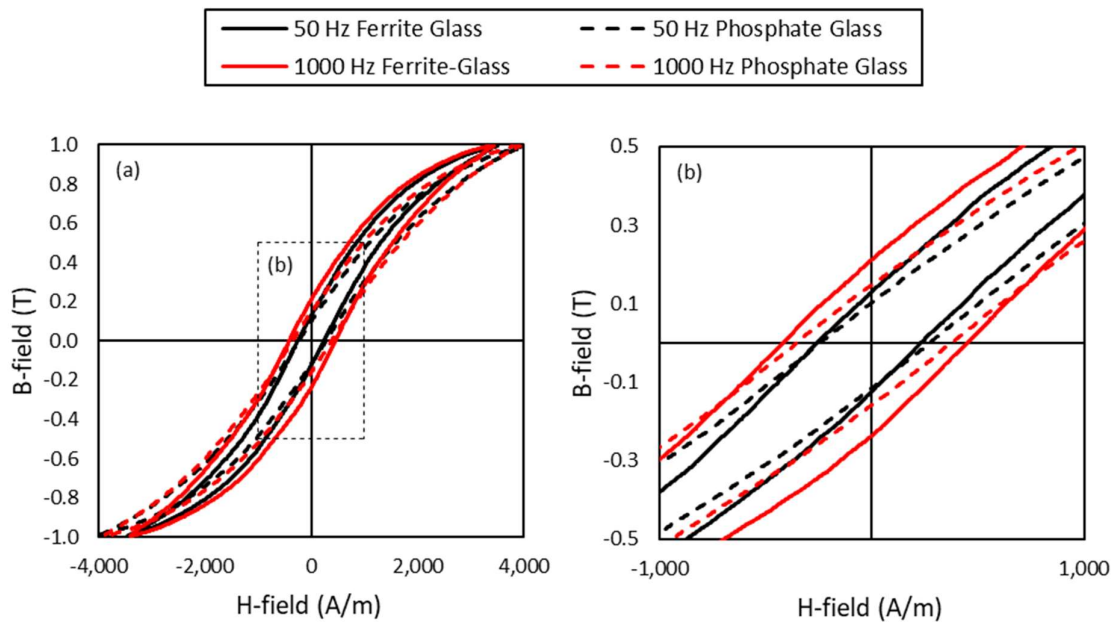 50 Hz Ferrite Glass
50 Hz Phosphate Glass
1000 Hz Ferrite-Glass
1000 Hz Phosphate Glass
(a)
(b)
B-field (T)
1.0
0.8
0.6
0.4
0.2
0.0
-0.2
-0.4
-0.6
-0.8
-1.0
-4,000
-2,000
0
2,000
4,000
H-field (A/m)
(b)
B-field (T)
0.5
0.3
0.1
-0.1
-0.3
-0.5
-1,000
1,000
H-field (A/m)